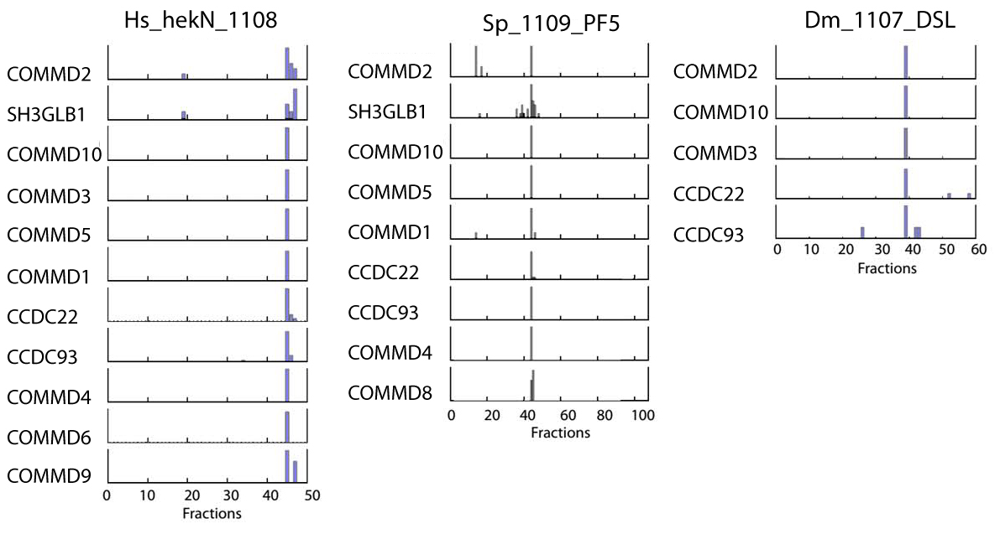 Hs_hekN_1108
COMMD2
SH3GLB1
COMMD10
COMMD3
COMMD5
COMMD1
CCDC22
CCDC93
COMMD4
COMMD6
COMMD9
0 10 20 30 40 50
Fractions
Sp_1109_PF5
COMMD2
SH3GLB1
COMMD10
COMMD5
COMMD1
CCDC22
CCDC93
COMMD4
COMMD8
0 20 40 60 80 100
Fractions
Dm_1107_DSL
COMMD2
COMMD10
COMMD3
CCDC22
CCDC93
0 10 20 30 40 50 60
Fractions